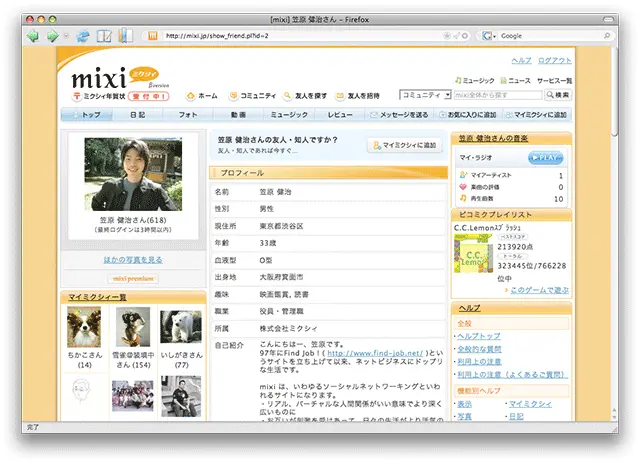 [mixi] 笠原 健治さん – Firefox
http://mixi.jp/show_friend.pl?id=2
Google
ヘルプ ログアウト
mixi ミクシィ
βversion
ミュージック ニュース サービス一覧
ミクシィ年賀状 受付中! ホーム コミュニティ 友人を探す 友人を招待
コミュニティ mixi全体から探す 検索
トップ 日記 フォト 動画 ミュージック レビュー メッセージを送る お気に入りに追加 マイミクシィに追加
笠原 健治さん(618)
(最終ログインは3時間以内)
ほかの写真を見る
mixi premium
マイミクシィ一覧
ちかこさん
(14)
雪雀@装填中
さん (154)
いしがきさん
(77)
笠原 健治さんの友人・知人ですか?
友人・知人であれば今すぐ...
マイミクシィに追加
プロフィール
名前 笠原 健治
性別 男性
現住所 東京都渋谷区
年齢 33歳
血液型 O型
出身地 大阪府箕面市
趣味 映画鑑賞, 読書
職業 役員・管理職
所属 株式会社ミクシィ
自己紹介 こんにちは〜、笠原です。
97年にFind Job ! ( http://www.find-job.net/ )とい
うサイトを立ち上げて以来、ネットビジネスにドップリ
な生活です。
mixi は、いわゆるソーシャルネットワーキングといわ
れるサイトになります。
・リアル、バーチャルな人間関係がいい意味でより深く
広いものに
・お互いが刺激を受けあって、日々の生活がより活気の
笠原 健治さんの音楽
マイ・ラジオ PLAY
マイアーティスト 1
楽曲の評価 0
再生曲数 10
ピコミクプレイリスト
C.C.Lemonｽﾌﾟﾗｯｼｭ
C.C.
Lemon
ベストスコア
213920点
トータル
323445位/766228
位中
このゲームで遊ぶ
ヘルプ
全般
・ヘルプトップ
・全般的な質問
・利用上の注意
・利用上の注意（よくあるご質問）
機能別ヘルプ
・表示 ・マイミクシィ
・写真 ・日記
完了